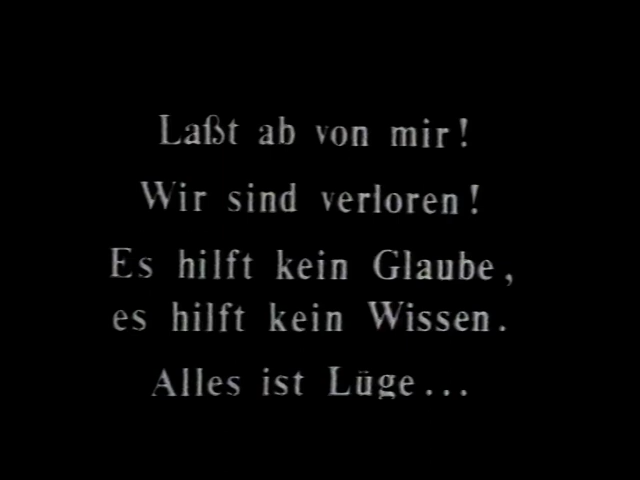 Laßt ab von mir!
Wir sind verloren!
Es hilft kein Glaube,
es hilft kein Wissen.
Alles ist Lüge...